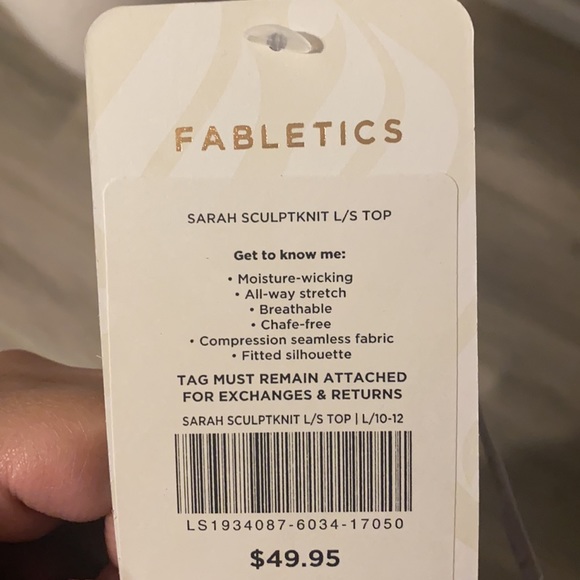 FABLETICS
SARAH SCULPTKNIT L/S TOP
Get to know me:
• Moisture-wicking
• All-way stretch
• Breathable
• Chafe-free
• Compression seamless fabric
• Fitted silhouette
TAG MUST REMAIN ATTACHED
FOR EXCHANGES & RETURNS
SARAH SCULPTKNIT L/S TOP | L/10-12
LS1934087-6034-17050
$49.95